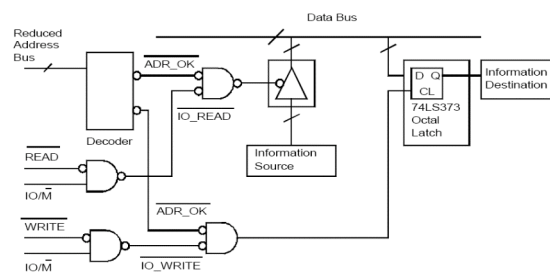 Data Bus
Reduced
Address
Bus
ADR_OK
IO_READ
Decoder
READ
IO/M
Information
Source
D Q
CL
74LS373
Octal
Latch
Information
Destination
ADR_OK
WRITE
IO/M
IO_WRITE